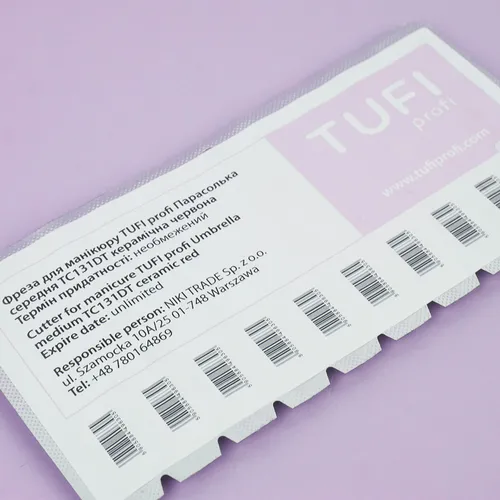 TUFI
profi
www.tufiprofi.com
Фреза для манікюру TUFI profi Парасолька
середня TC131DT керамічна червона
Термін придатності: необмежений
Cutter for manicure TUFI profi Umbrella
medium TC131DT ceramic red
Expire date: unlimited
Responsible person: NIKI TRADE Sp.z.o.o.
ul. Szamocka 10A/25 01-748 Warszawa
Tel: +48 780164869